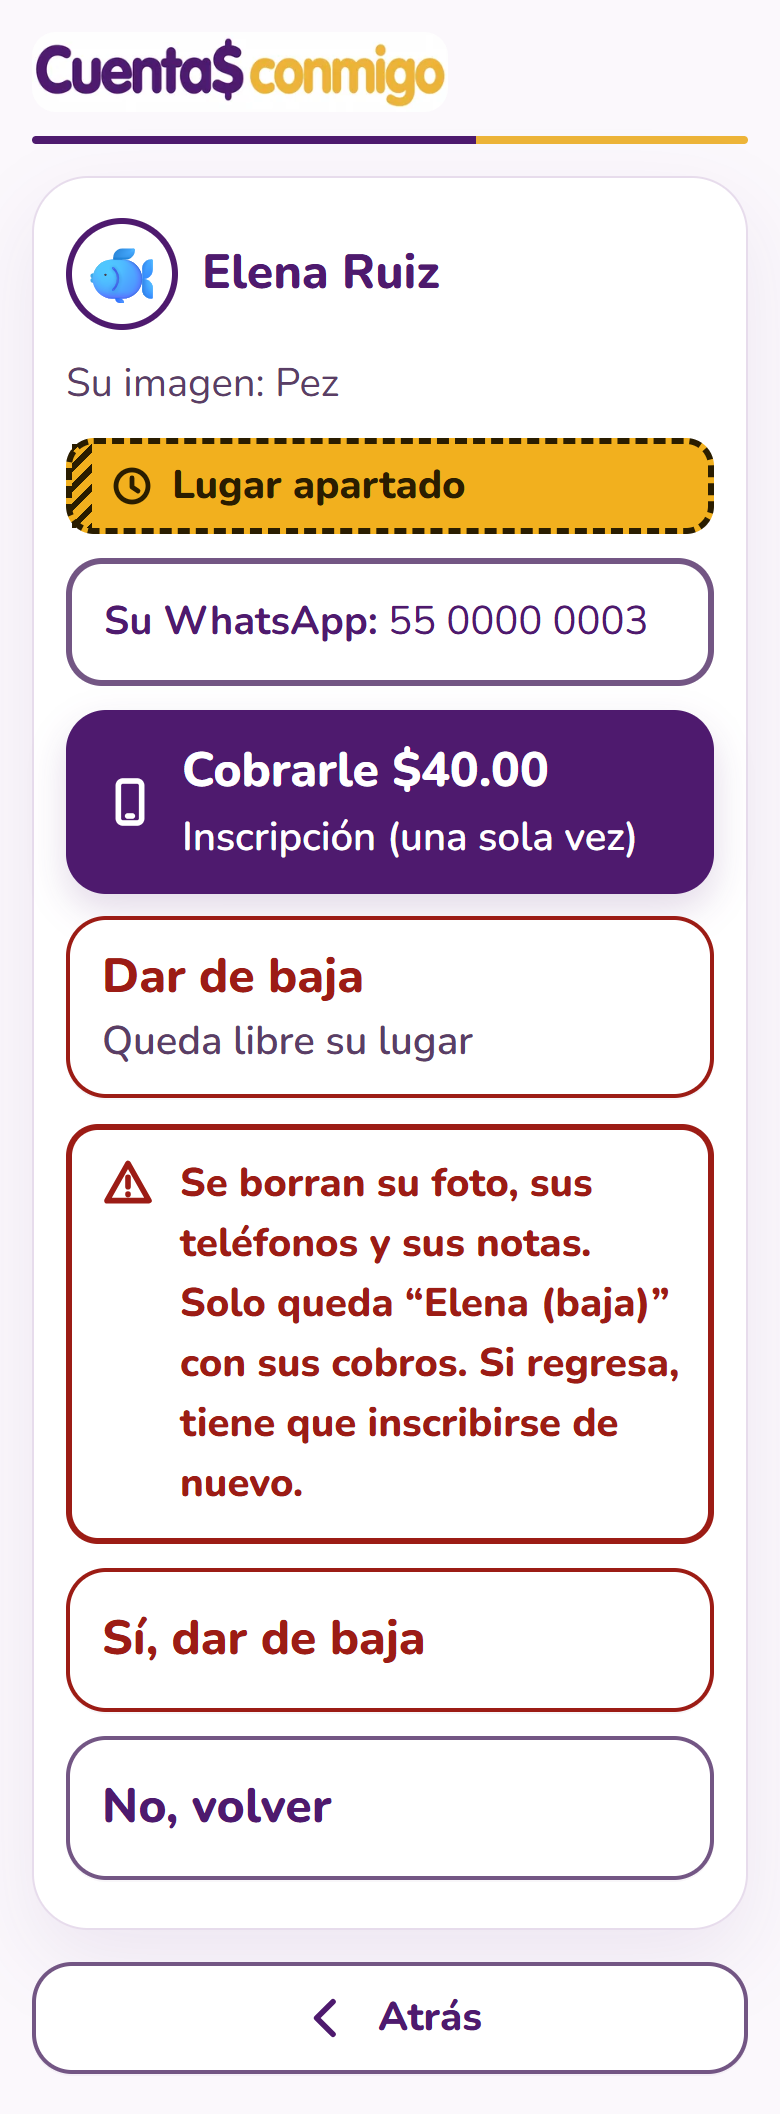 Cuenta$ conmigo
Elena Ruiz
Su imagen: Pez
Lugar apartado
Su WhatsApp: 55 0000 0003
Cobrarle $40.00
Inscripción (una sola vez)
Dar de baja
Queda libre su lugar
Se borran su foto, sus
teléfonos y sus notas.
Solo queda “Elena (baja)”
con sus cobros. Si regresa,
tiene que inscribirse de
nuevo.
Sí, dar de baja
No, volver
Atrás